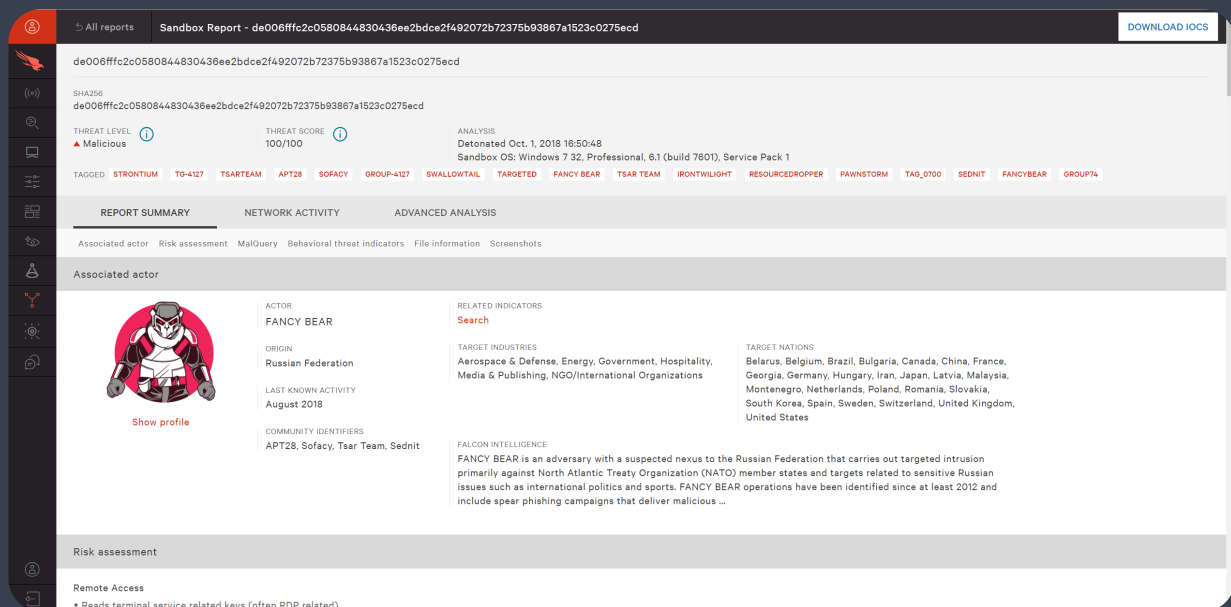 All reports
Sandbox Report - de006fffc2c0580844830436ee2bdce2f492072b72375b93867a1523c0275ecd
DOWNLOAD IOCS
de006fffc2c0580844830436ee2bdce2f492072b72375b93867a1523c0275ecd
SHA256
de006fffc2c0580844830436ee2bdce2f492072b72375b93867a1523c0275ecd
THREAT LEVEL
Malicious
THREAT SCORE
100/100
ANALYSIS
Detonated Oct. 1, 2018 16:50:48
Sandbox OS: Windows 7 32, Professional, 6.1 (build 7601), Service Pack 1
TAGGED STRONTIUM TG-4127 TSARTEAM APT28 SOFACY GROUP-4127 SWALLOWTAIL TARGETED FANCY BEAR TSAR TEAM IRONTWILIGHT RESOURCEDROPPER PAWNSTORM TAG_0700 SEDNIT FANCYBEAR GROUP74
REPORT SUMMARY NETWORK ACTIVITY ADVANCED ANALYSIS
Associated actor Risk assessment MalQuery Behavioral threat indicators File information Screenshots
Associated actor
Show profile
ACTOR
FANCY BEAR
ORIGIN
Russian Federation
LAST KNOWN ACTIVITY
August 2018
COMMUNITY IDENTIFIERS
APT28, Sofacy, Tsar Team, Sednit
RELATED INDICATORS
Search
TARGET INDUSTRIES
Aerospace & Defense, Energy, Government, Hospitality,
Media & Publishing, NGO/International Organizations
TARGET NATIONS
Belarus, Belgium, Brazil, Bulgaria, Canada, China, France,
Georgia, Germany, Hungary, Iran, Japan, Latvia, Malaysia,
Montenegro, Netherlands, Poland, Romania, Slovakia,
South Korea, Spain, Sweden, Switzerland, United Kingdom,
United States
FALCON INTELLIGENCE
FANCY BEAR is an adversary with a suspected nexus to the Russian Federation that carries out targeted intrusion
primarily against North Atlantic Treaty Organization (NATO) member states and targets related to sensitive Russian
issues such as international politics and sports. FANCY BEAR operations have been identified since at least 2012 and
include spear phishing campaigns that deliver malicious ...
Risk assessment
Remote Access
• Reads terminal service related keys (often RDP related)